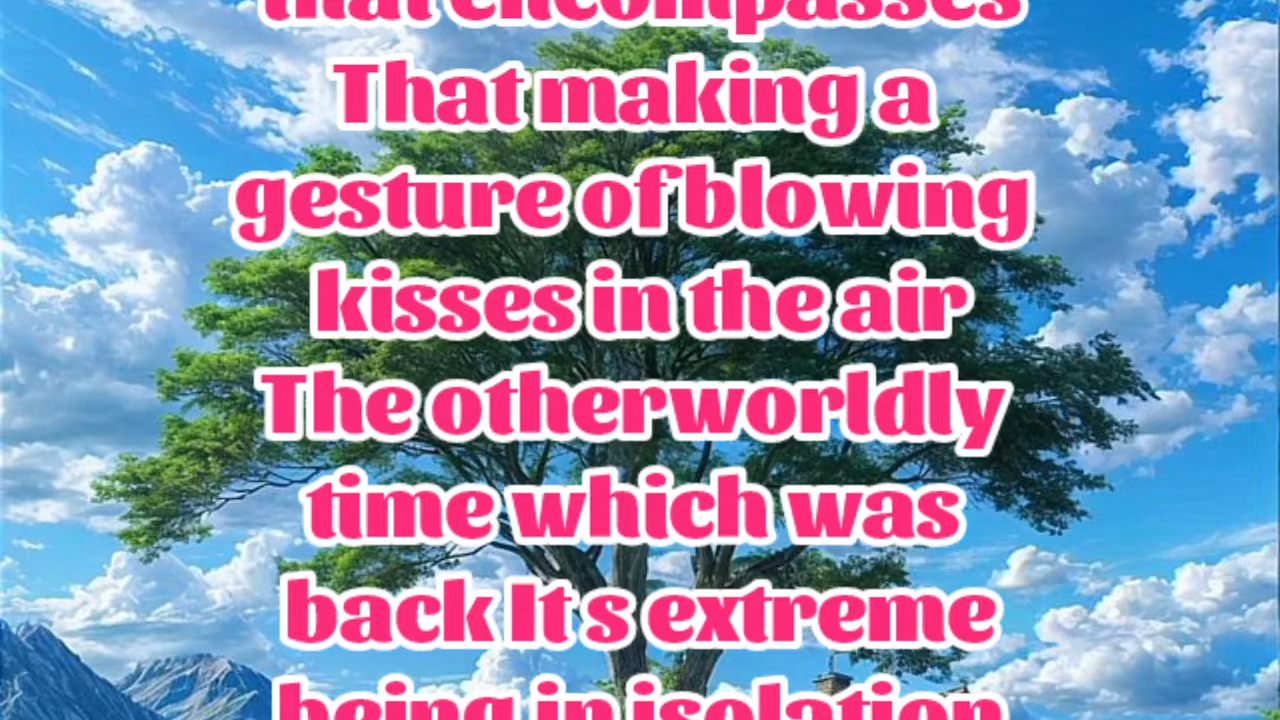 that encompasses
That making a
gesture of blowing
kisses in the air
The otherworldly
time which was
back It s extreme
being in isolation